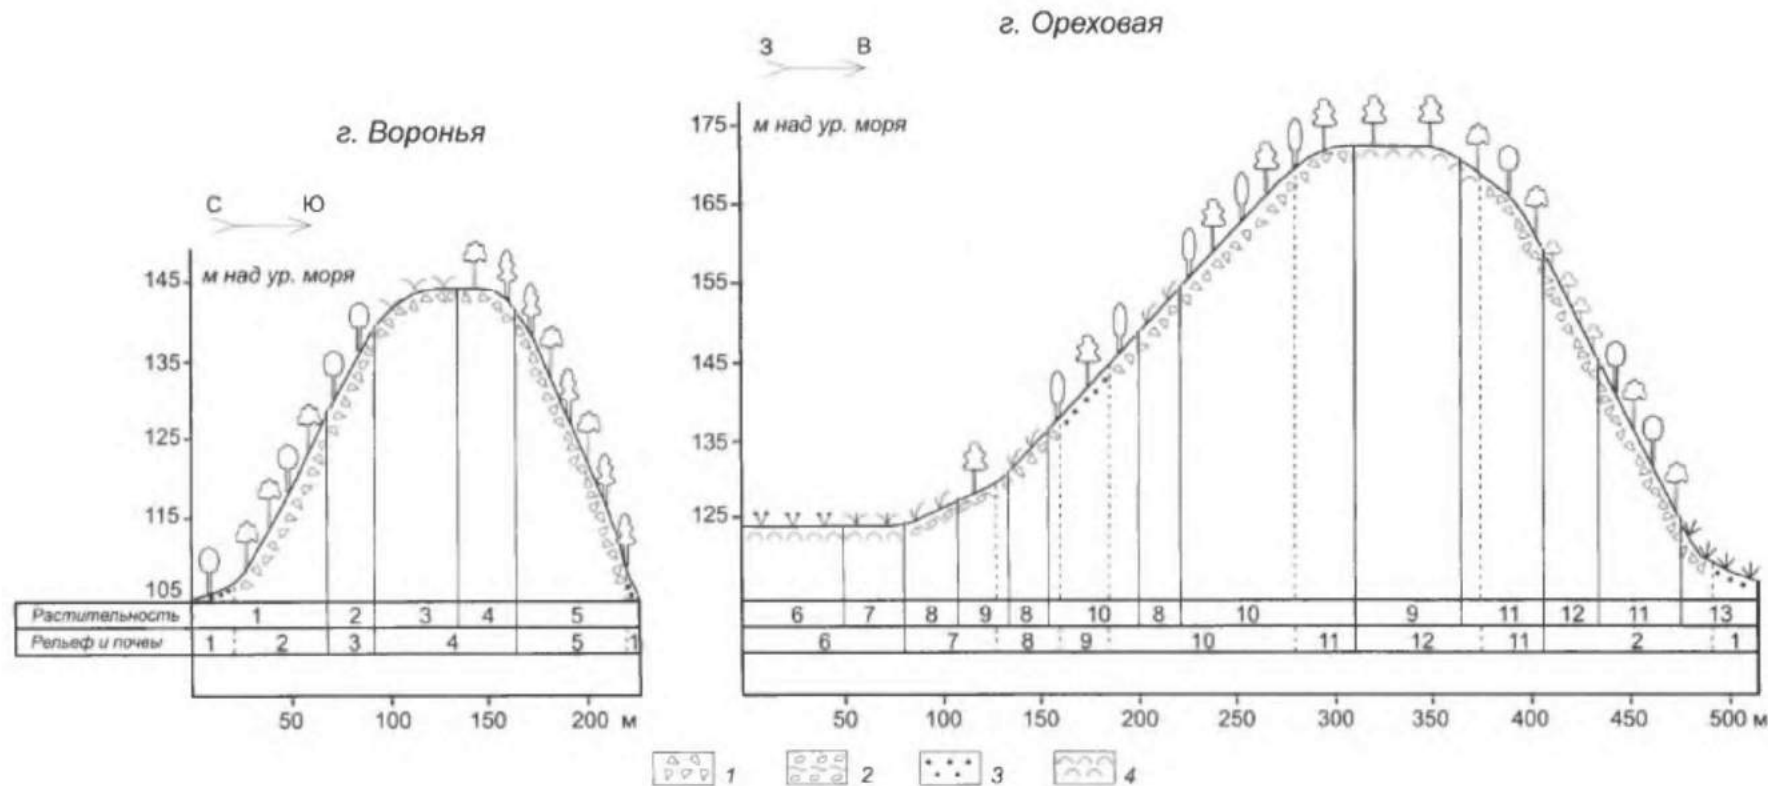 г. Ореховая
З В
175 м над ур. моря
165
155
145
135
125
г. Воронья
С Ю
145 м над ур. моря
135
125
115
105
Растительность 1 2 3 4 5
Рельеф и почвы 1 2 3 4 5 1
6 7 8 9 8 10 8 10 9 11 12 11 13
6 7 8 9 10 11 12 11 2 1
50 100 150 200 м
50 100 150 200 250 300 350 400 450 500 м
1 2 3 4